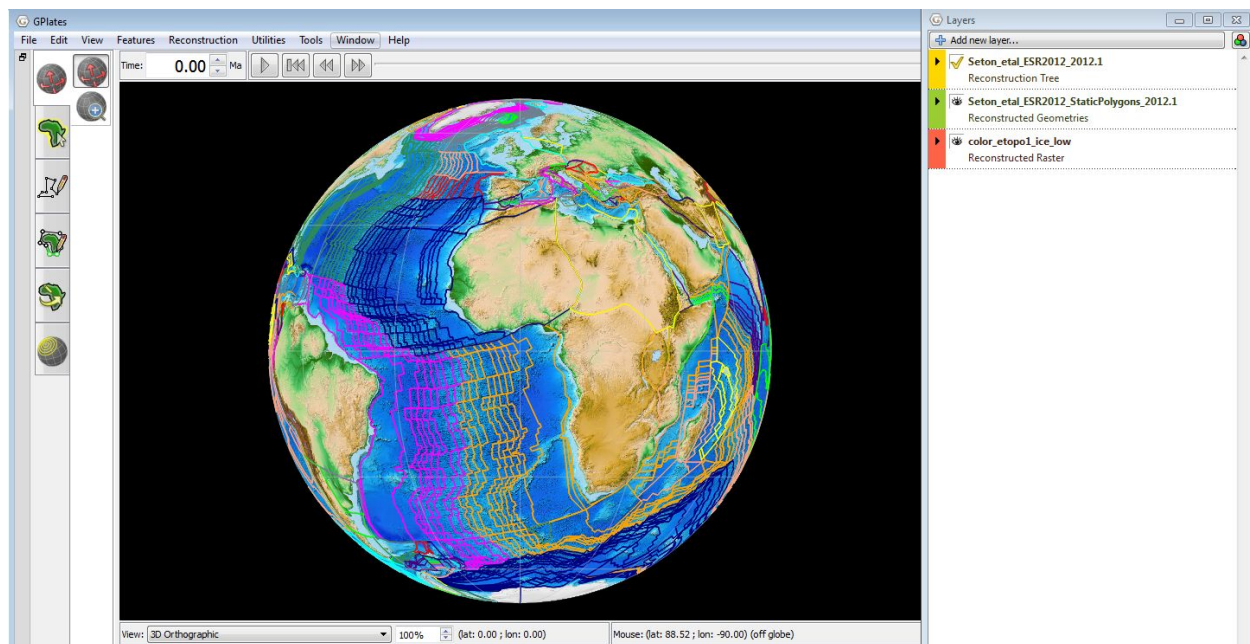 GPlates
File Edit View Features Reconstruction Utilities Tools Window Help
Time: 0.00 Ma
View: 3D Orthographic 100% (lat: 0.00 ; lon: 0.00) Mouse: (lat: 88.52 ; lon: -90.00) (off globe)
Layers
Add new layer...
Seton_etal_ESR2012_2012.1
Reconstruction Tree
Seton_etal_ESR2012_StaticPolygons_2012.1
Reconstructed Geometries
color_etopo1_ice_low
Reconstructed Raster